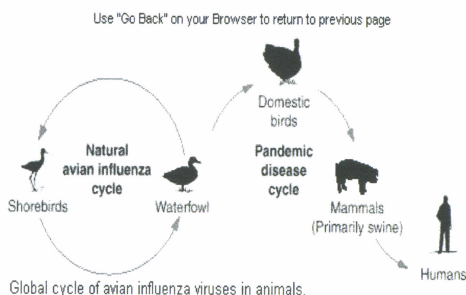 Use "Go Back" on your Browser to return to previous page
Domestic
birds
Natural
avian influenza
cycle
Pandemic
disease
cycle
Shorebirds
Waterfowl
Mammals
(Primarily swine)
Humans
Global cycle of avian influenza viruses in animals.